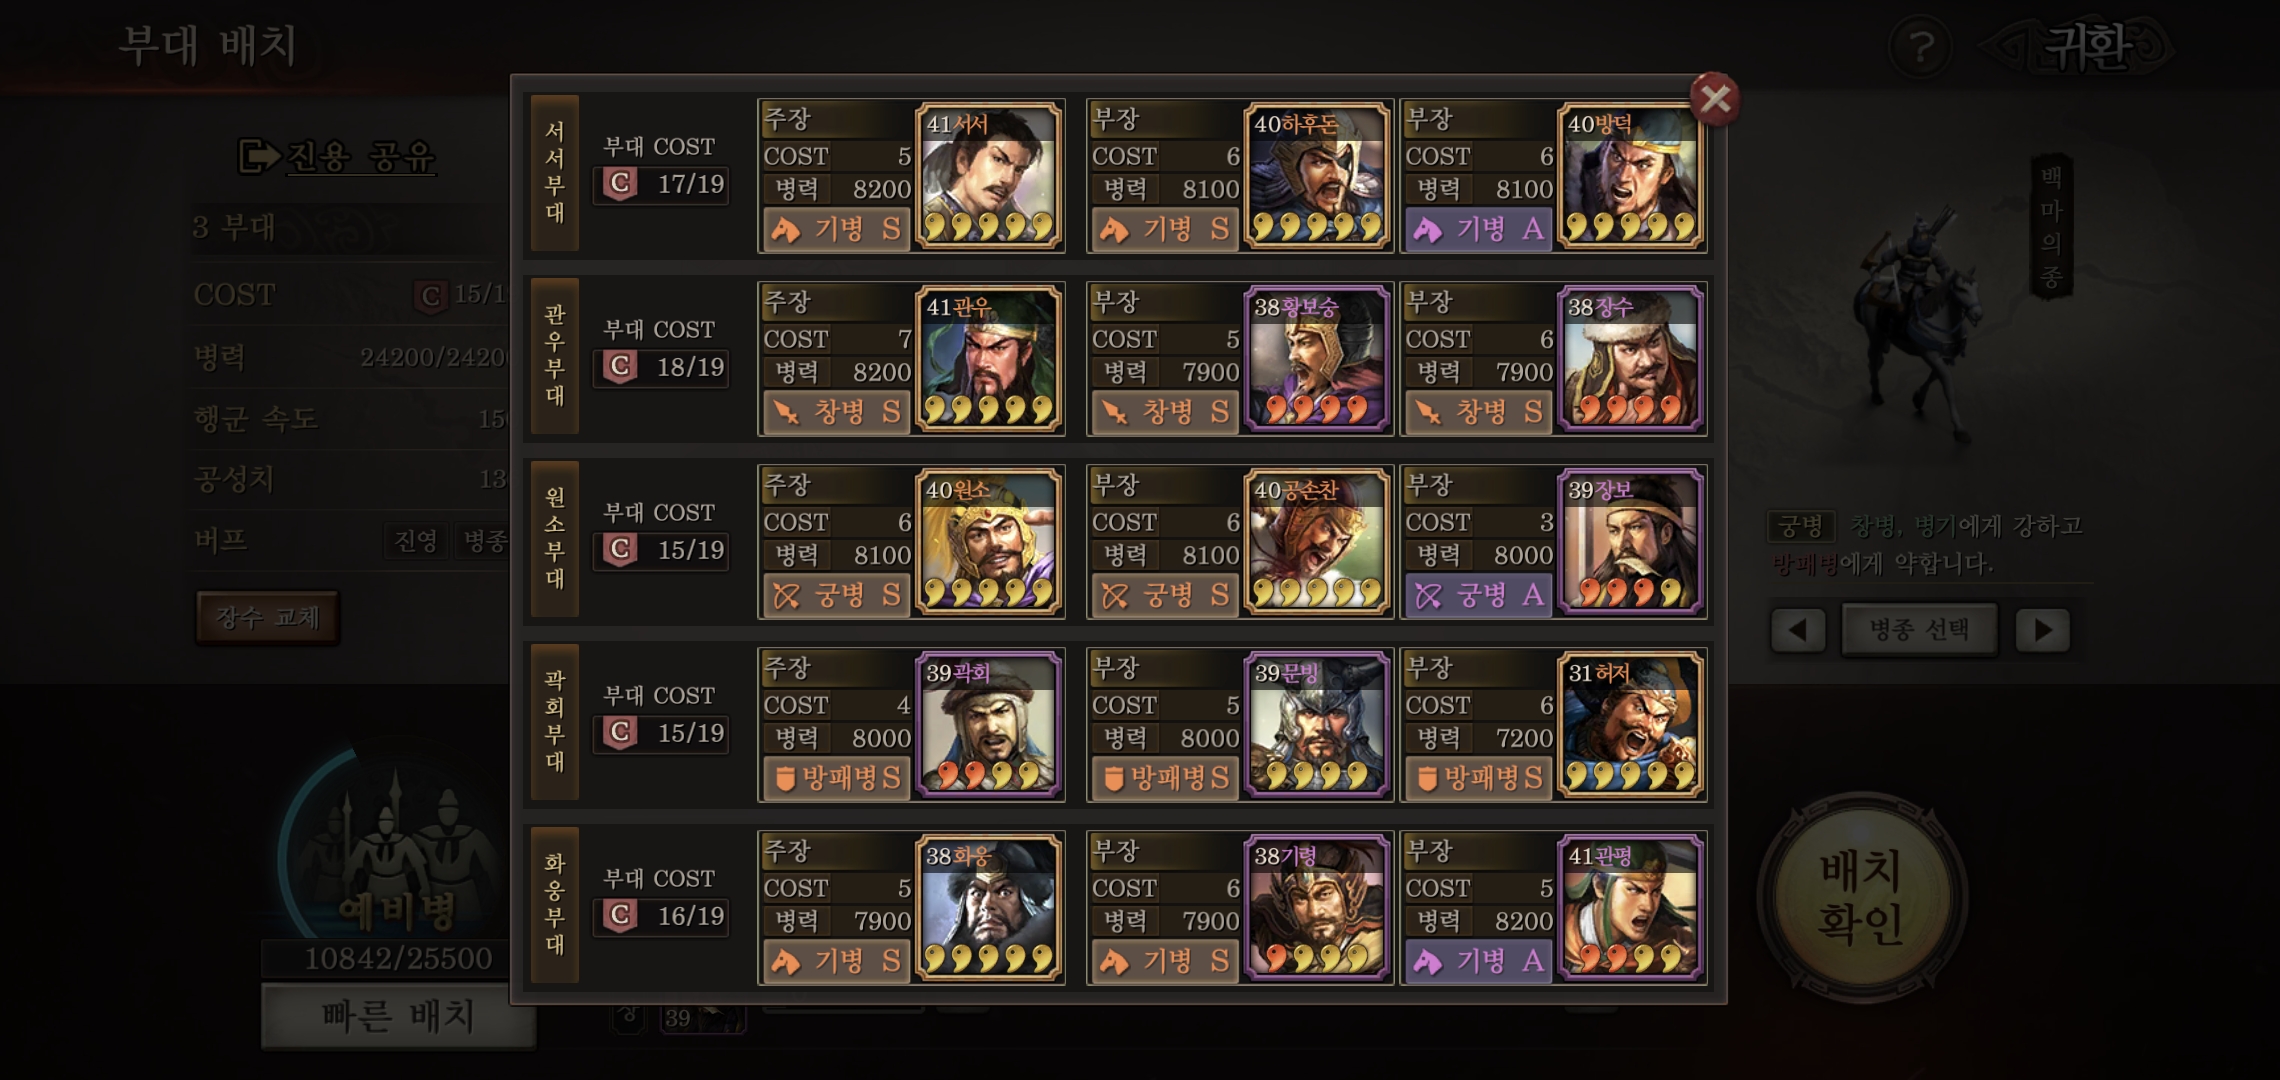 부대 배치
?
귀환
진용 공유
3 부대
COST C 15/1
병력 24200/2420
행군 속도 15
공성치 13
버프 진영 병종
장수 교체
예비병
10842/25500
빠른 배치
서서부대
부대 COST
C 17/19
주장
41서서
COST 5
병력 8200
기병 S
부장
40하후돈
COST 6
병력 8100
기병 S
부장
40방덕
COST 6
병력 8100
기병 A
관우부대
부대 COST
C 18/19
주장
41관우
COST 7
병력 8200
창병 S
부장
38황보숭
COST 5
병력 7900
창병 S
부장
38장수
COST 6
병력 7900
창병 S
원소부대
부대 COST
C 15/19
주장
40원소
COST 6
병력 8100
궁병 S
부장
40공손찬
COST 6
병력 8100
궁병 S
부장
39장보
COST 3
병력 8000
궁병 A
곽회부대
부대 COST
C 15/19
주장
39곽회
COST 4
병력 8000
방패병S
부장
39문빙
COST 5
병력 8000
방패병S
부장
31허저
COST 6
병력 7200
방패병S
화웅부대
부대 COST
C 16/19
주장
38화웅
COST 5
병력 7900
기병 S
부장
38기령
COST 6
병력 7900
기병 S
부장
41관평
COST 5
병력 8200
기병 A
39
백마의종
궁병 창병, 병기에게 강하고
방패병에게 약합니다.
병종 선택
배치
확인